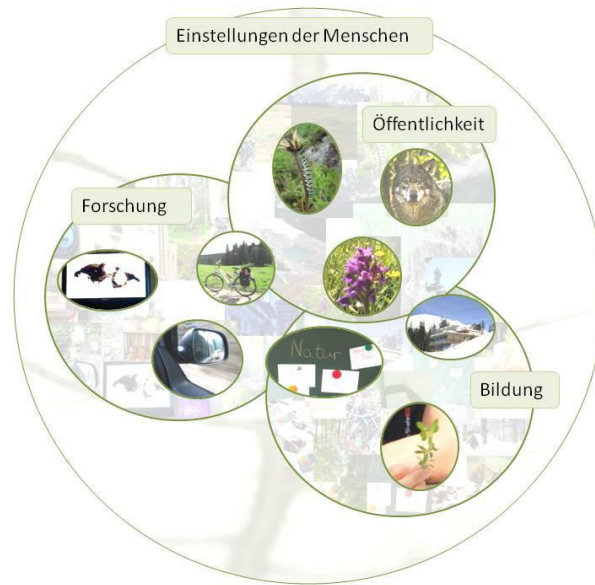 Einstellungen der Menschen
Öffentlichkeit
Forschung
Natur
Bildung